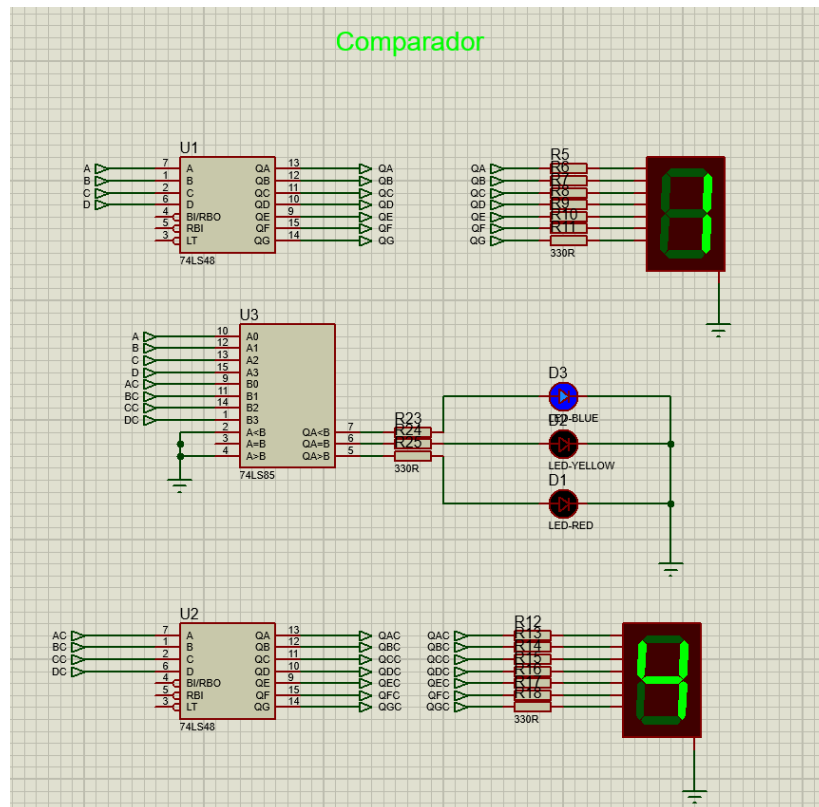 Comparador
U1
A 7 A QA 13 QA
B 1 B QB 12 QB
C 2 C QC 11 QC
D 6 D QD 10 QD
4 BI/RBO QE 9 QE
5 RBI QF 15 QF
3 LT QG 14 QG
74LS48
R5
QA R6
QB R7
QC R8
QD R9
QE R10
QF R11
QG
330R
U3
A 10 A0
B 12 A1
C 13 A2
D 15 A3
AC 9 B0
BC 11 B1
CC 14 B2
DC 1 B3
2 A<B QA<B 7
3 A=B QA=B 6
4 A>B QA>B 5
74LS85
R23
R24
R25
330R
D3
LED-BLUE
D2
LED-YELLOW
D1
LED-RED
U2
AC 7 A QA 13 QAC
BC 1 B QB 12 QBC
CC 2 C QC 11 QCC
DC 6 D QD 10 QDC
4 BI/RBO QE 9 QEC
5 RBI QF 15 QFC
3 LT QG 14 QGC
74LS48
R12
QAC R13
QBC R14
QCC R15
QDC R16
QEC R17
QFC R18
QGC
330R
4